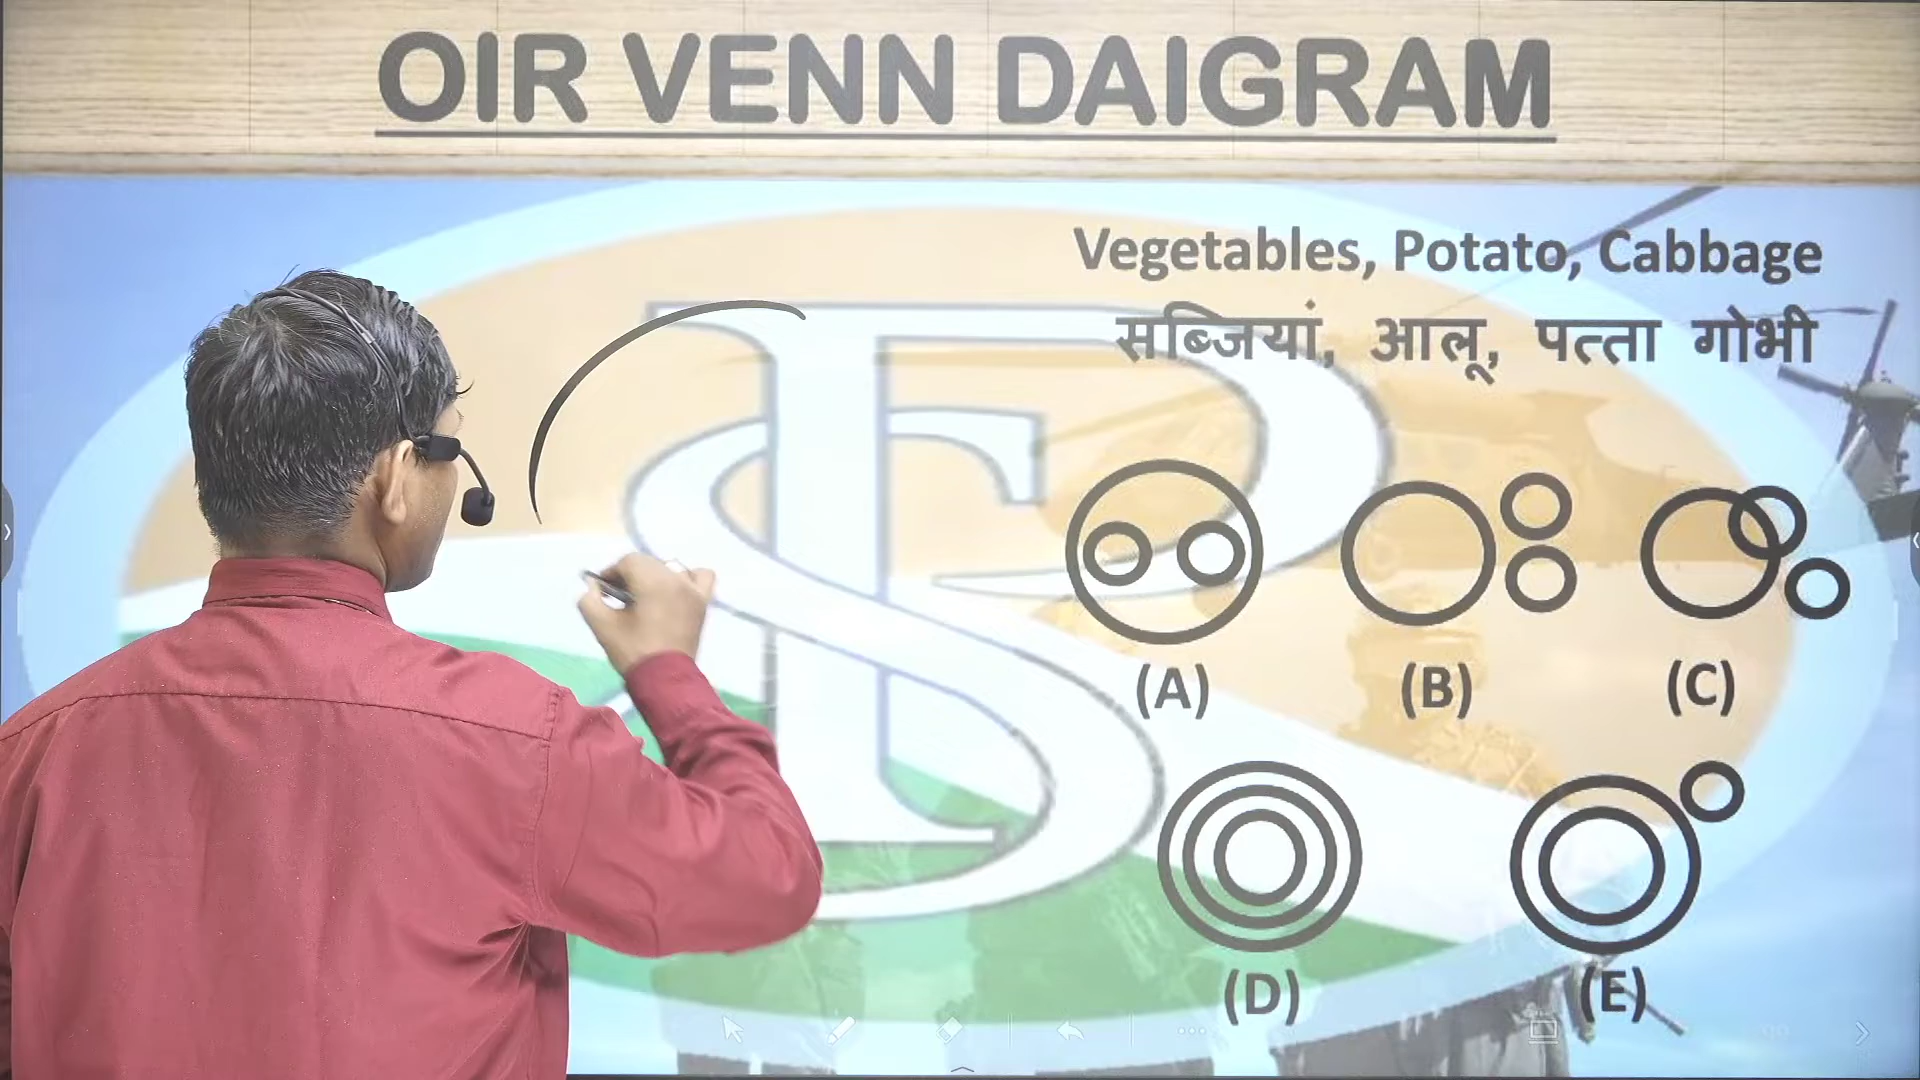 OIR VENN DAIGRAM
Vegetables, Potato, Cabbage
सब्जियां, आलू, पत्ता गोभी
(A) (B) (C)
(D) (E)